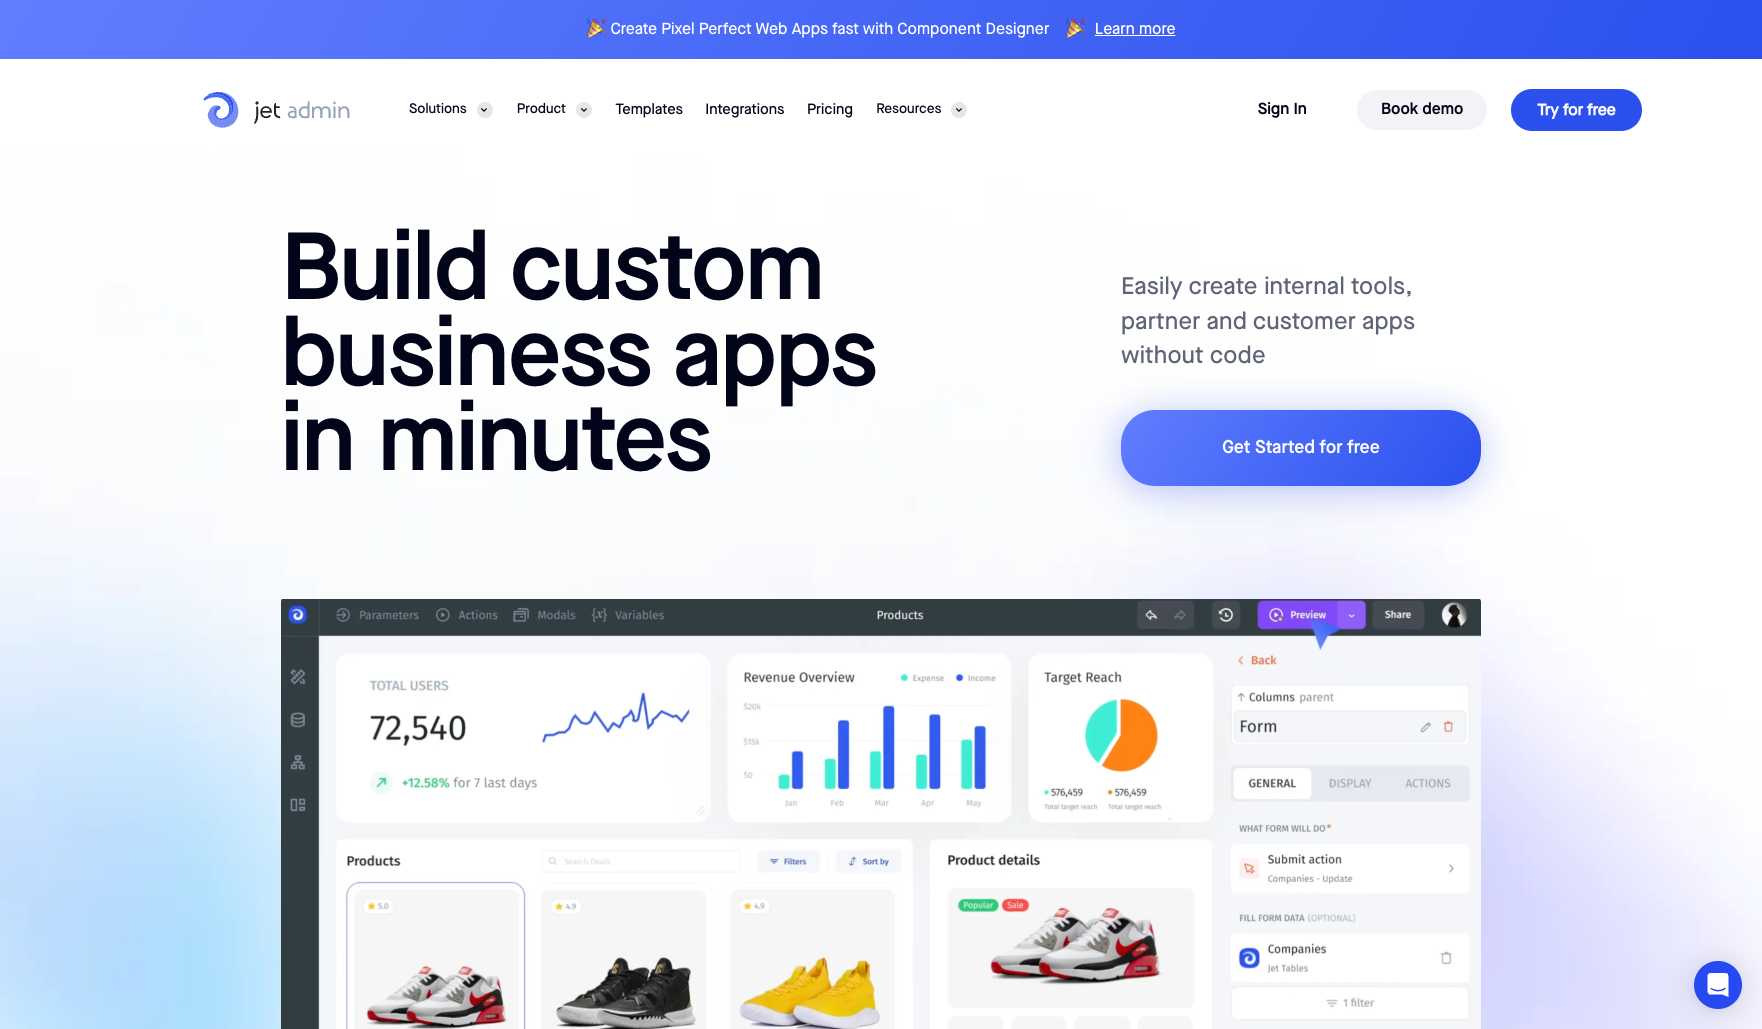 Create Pixel Perfect Web Apps fast with Component Designer Learn more
jet admin
Solutions Product Templates Integrations Pricing Resources Sign In Book demo Try for free
Build custom
business apps
in minutes
Easily create internal tools,
partner and customer apps
without code
Get Started for free
Parameters Actions Modals {x} Variables Products Preview Share
TOTAL USERS
72,540
+12.58% for 7 last days
Revenue Overview Expense Income
$20k
$15k
$0
Jan Feb Mar Apr May
Target Reach
576,459 576,459
Total target reach Total target reach
Back
Columns parent
Form
GENERAL DISPLAY ACTIONS
WHAT FORM WILL DO*
Submit action
Companies - Update
FILL FORM DATA (OPTIONAL)
Companies
Jet Tables
1 filter
Products Search Deals Filters Sort by
5.0 4.9 4.9
Product details
Popular Sale